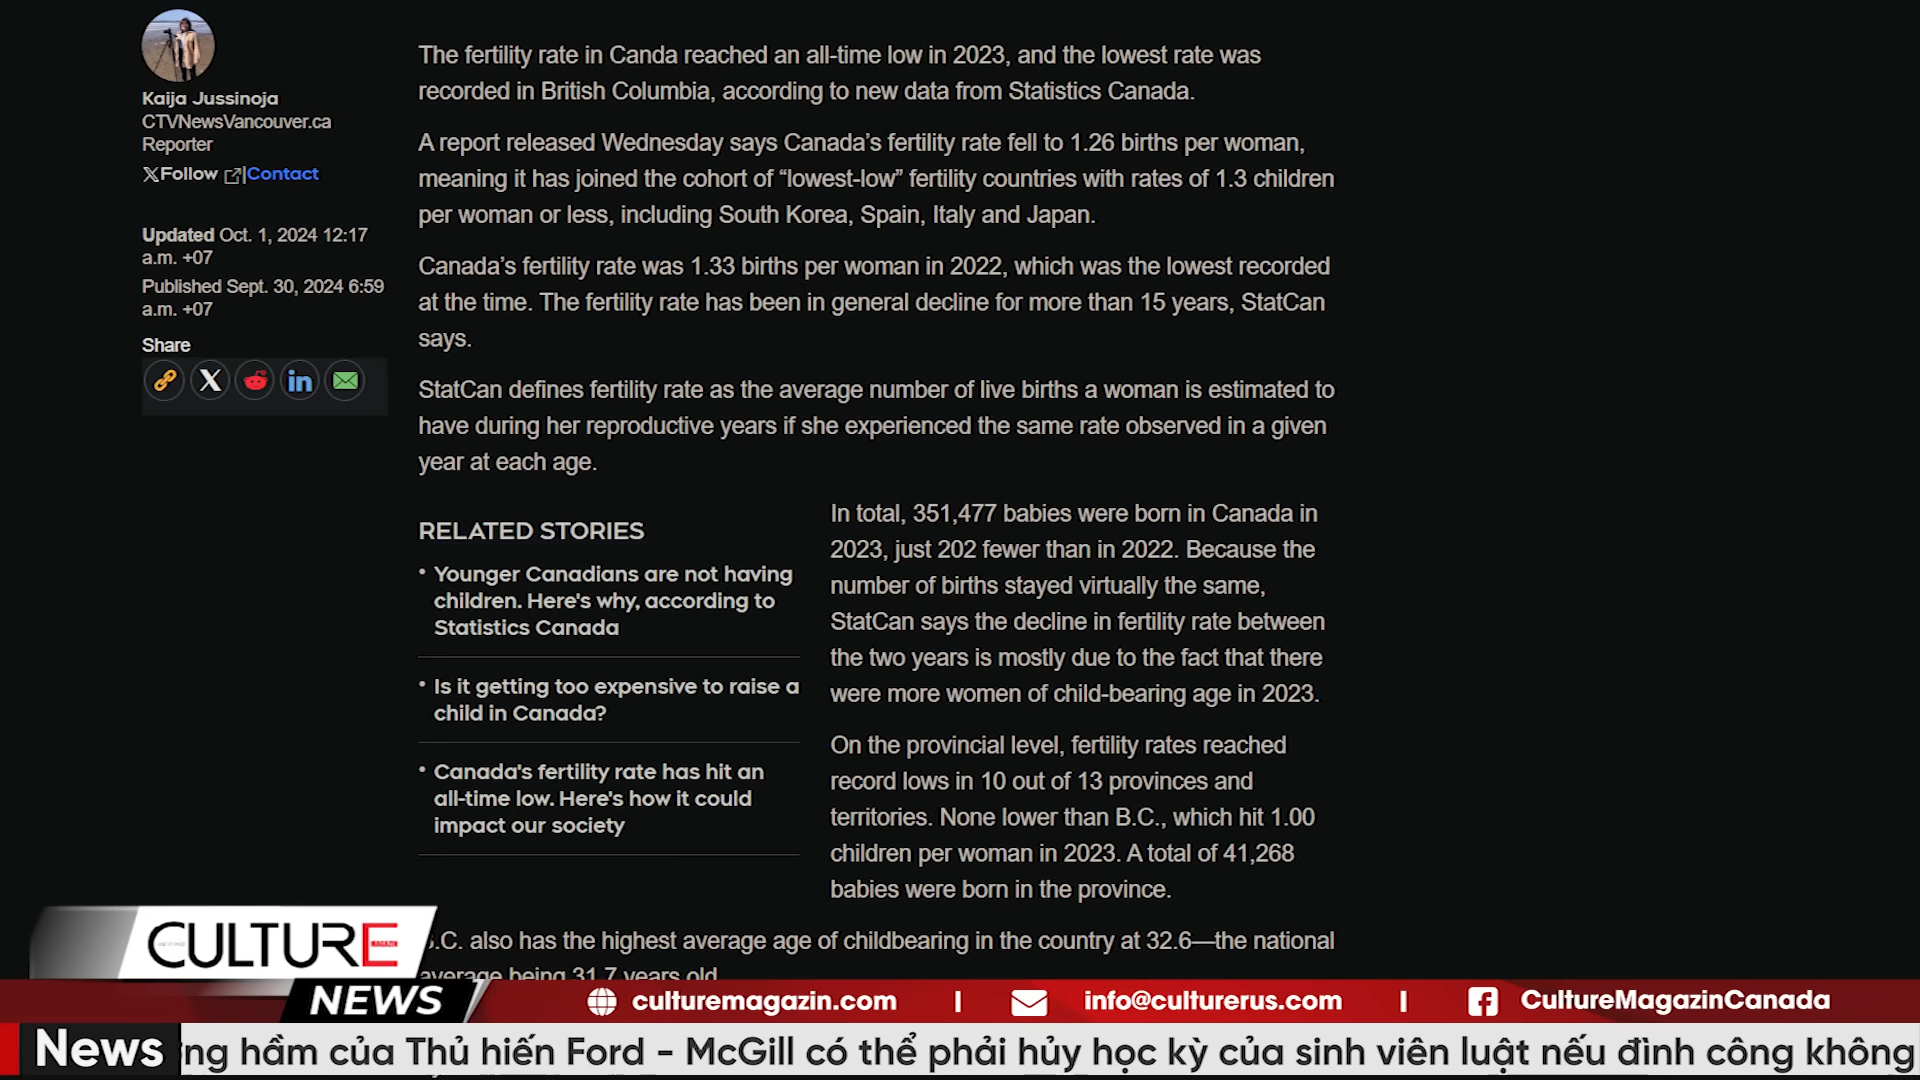 Kaija Jussinoja
CTVNewsVancouver.ca
Reporter
Follow |Contact
Updated Oct. 1, 2024 12:17
a.m. +07
Published Sept. 30, 2024 6:59
a.m. +07
Share
The fertility rate in Canda reached an all-time low in 2023, and the lowest rate was
recorded in British Columbia, according to new data from Statistics Canada.
A report released Wednesday says Canada’s fertility rate fell to 1.26 births per woman,
meaning it has joined the cohort of “lowest-low” fertility countries with rates of 1.3 children
per woman or less, including South Korea, Spain, Italy and Japan.
Canada’s fertility rate was 1.33 births per woman in 2022, which was the lowest recorded
at the time. The fertility rate has been in general decline for more than 15 years, StatCan
says.
StatCan defines fertility rate as the average number of live births a woman is estimated to
have during her reproductive years if she experienced the same rate observed in a given
year at each age.
RELATED STORIES
• Younger Canadians are not having
children. Here's why, according to
Statistics Canada
• Is it getting too expensive to raise a
child in Canada?
• Canada's fertility rate has hit an
all-time low. Here's how it could
impact our society
In total, 351,477 babies were born in Canada in
2023, just 202 fewer than in 2022. Because the
number of births stayed virtually the same,
StatCan says the decline in fertility rate between
the two years is mostly due to the fact that there
were more women of child-bearing age in 2023.
On the provincial level, fertility rates reached
record lows in 10 out of 13 provinces and
territories. None lower than B.C., which hit 1.00
children per woman in 2023. A total of 41,268
babies were born in the province.
.C. also has the highest average age of childbearing in the country at 32.6—the national
average being 31.7 years old
CULTURE
MAGAZINE
NEWS
culturemagazin.com | info@culturerus.com | CultureMagazinCanada
News
ng hầm của Thủ hiến Ford - McGill có thể phải hủy học kỳ của sinh viên luật nếu đình công không